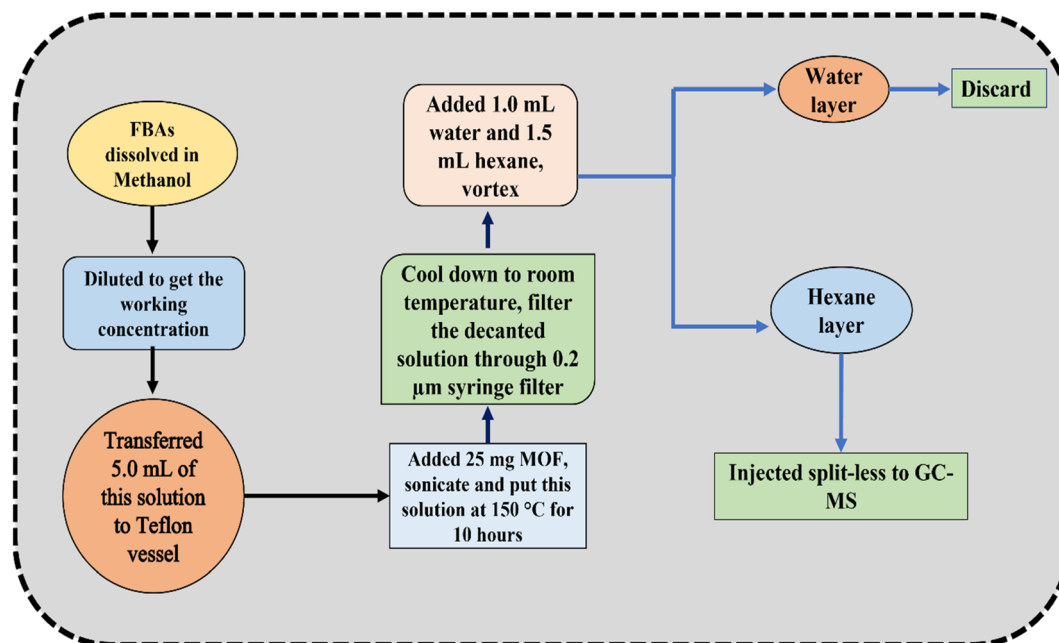 FBAs
dissolved in
Methanol
Diluted to get the
working
concentration
Transferred
5.0 mL of
this solution
to Teflon
vessel
Added 25 mg MOF,
sonicate and put this
solution at 150 °C for
10 hours
Cool down to room
temperature, filter
the decanted
solution through 0.2
µm syringe filter
Added 1.0 mL
water and 1.5
mL hexane,
vortex
Water
layer
Discard
Hexane
layer
Injected split-less to GC-
MS